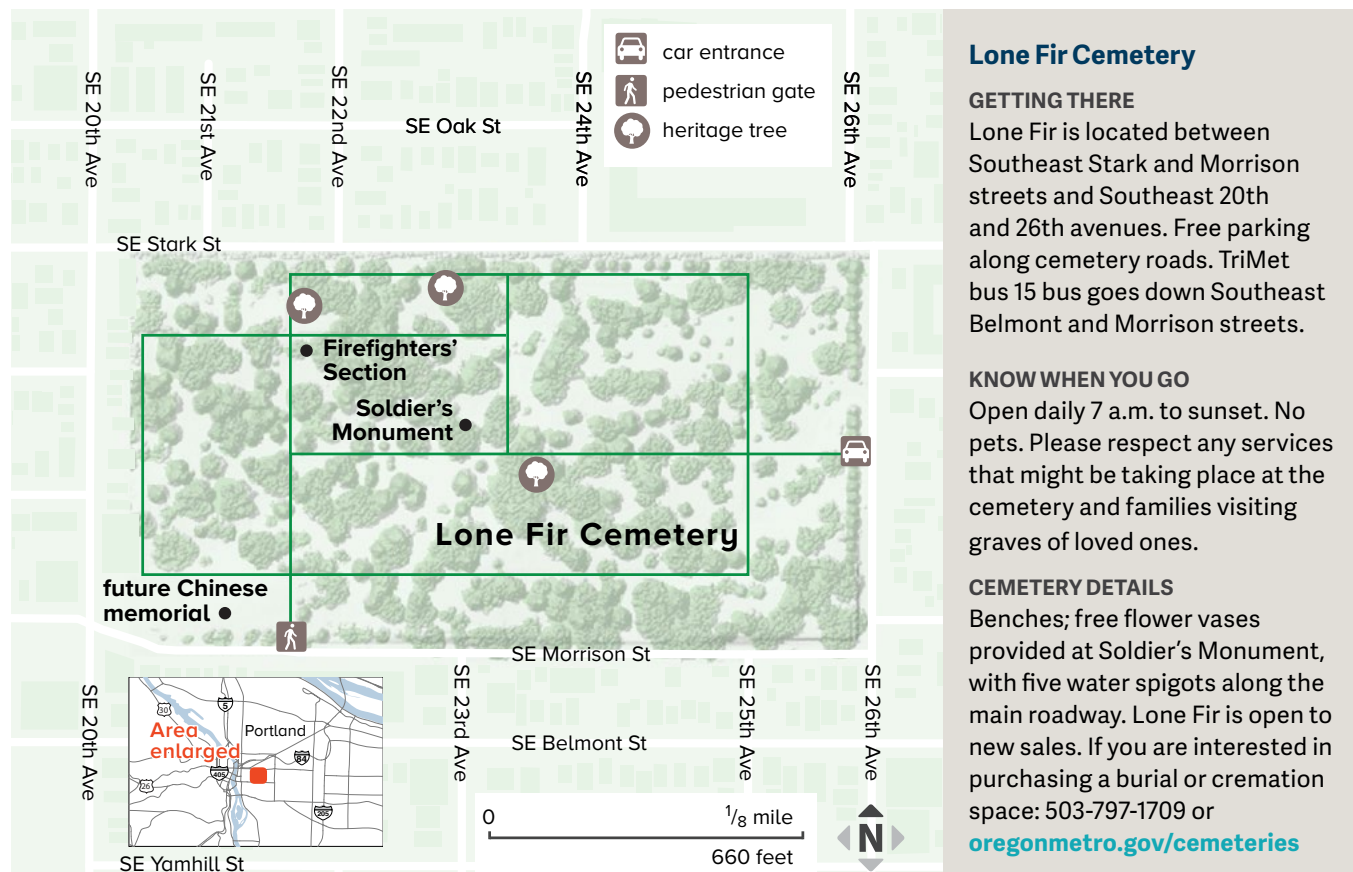 car entrance
pedestrian gate
heritage tree
SE 20th Ave
SE 21st Ave
SE 22nd Ave
SE Oak St
SE 24th Ave
SE 26th Ave
SE Stark St
Firefighters’
Section
Soldier’s
Monument
Lone Fir Cemetery
future Chinese
memorial
SE Morrison St
SE 20th Ave
SE 23rd Ave
SE 25th Ave
SE 26th Ave
SE Belmont St
30
5
Area
enlarged
Portland
84
405
26
205
0
1/8 mile
660 feet
N
SE Yamhill St
Lone Fir Cemetery
GETTING THERE
Lone Fir is located between
Southeast Stark and Morrison
streets and Southeast 20th
and 26th avenues. Free parking
along cemetery roads. TriMet
bus 15 bus goes down Southeast
Belmont and Morrison streets.
KNOW WHEN YOU GO
Open daily 7 a.m. to sunset. No
pets. Please respect any services
that might be taking place at the
cemetery and families visiting
graves of loved ones.
CEMETERY DETAILS
Benches; free flower vases
provided at Soldier’s Monument,
with five water spigots along the
main roadway. Lone Fir is open to
new sales. If you are interested in
purchasing a burial or cremation
space: 503-797-1709 or
oregonmetro.gov/cemeteries